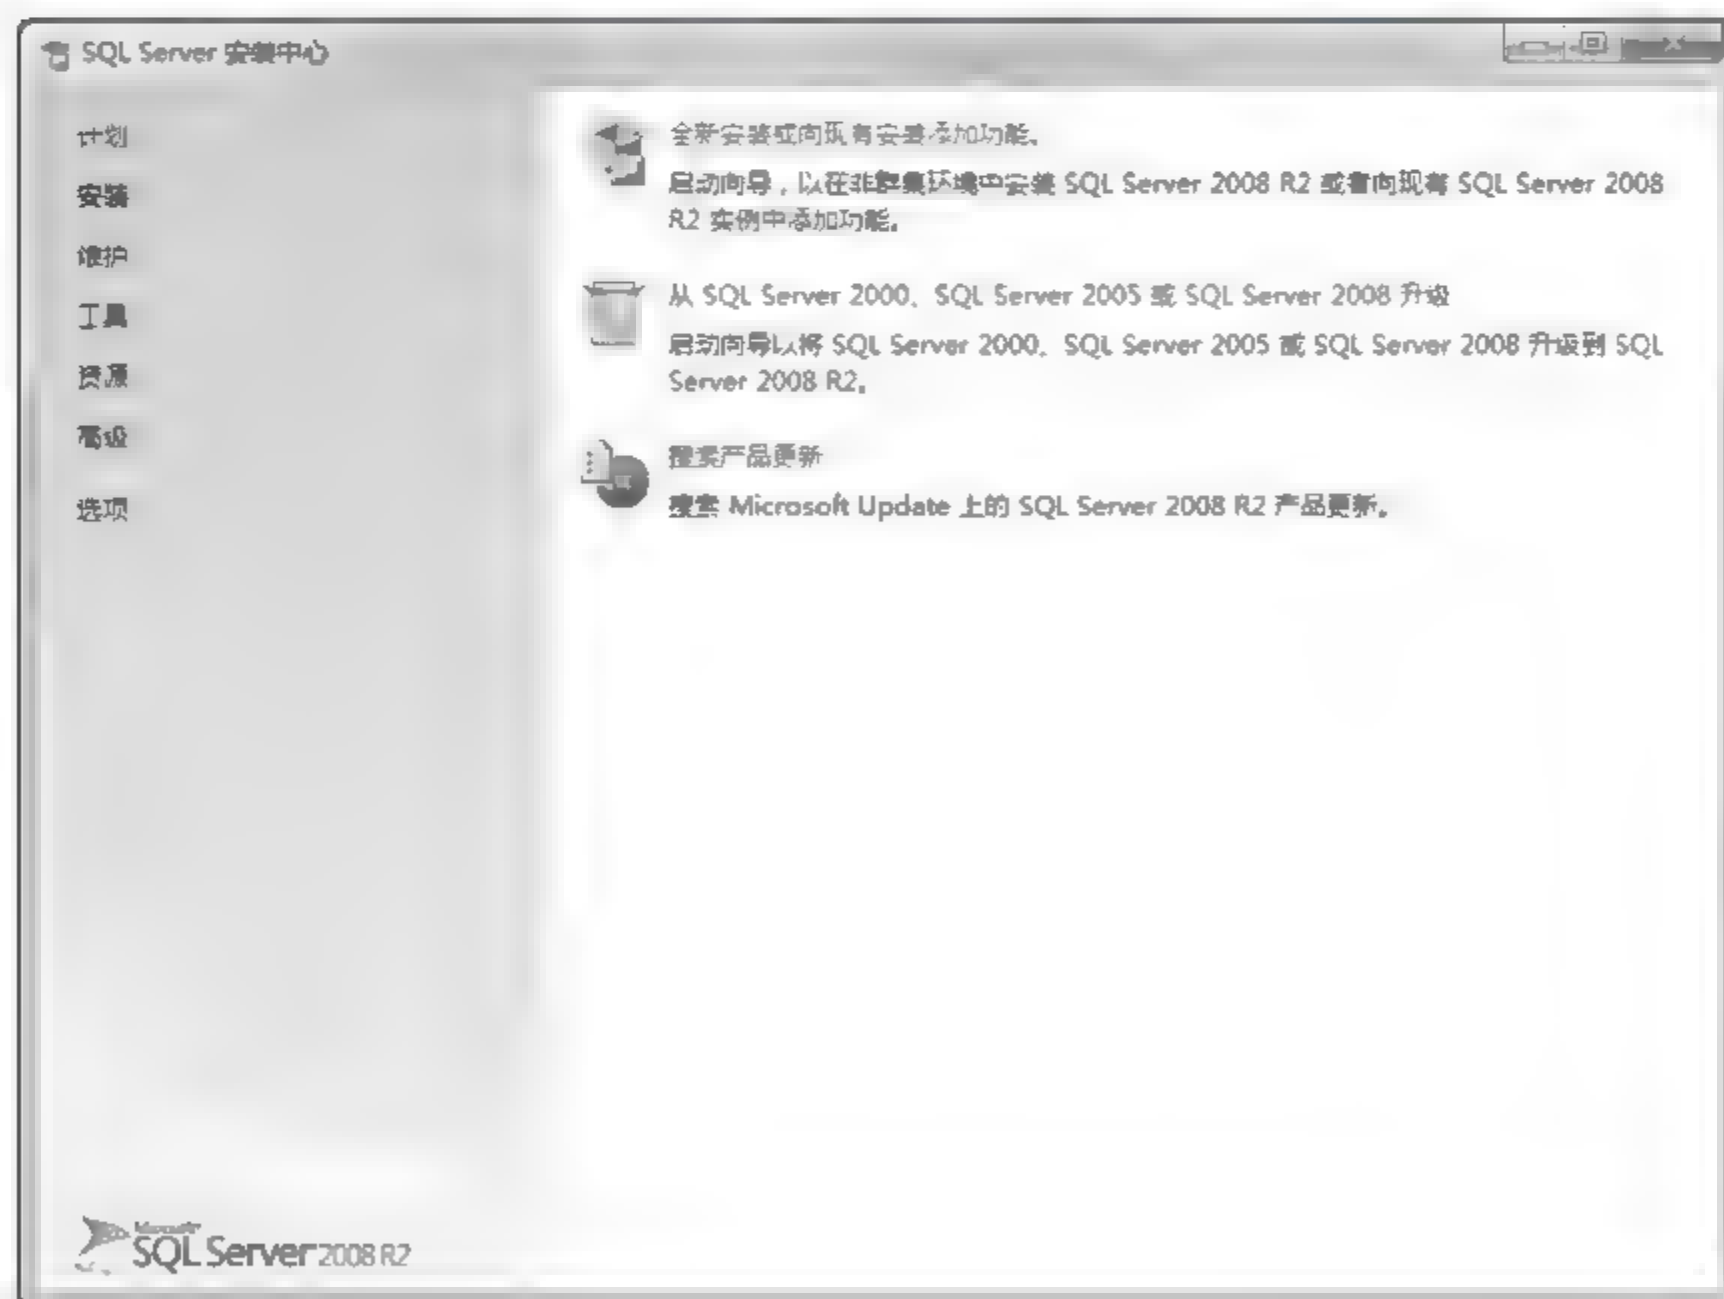 SQL Server 安装中心
计划
安装
维护
工具
资源
高级
选项
全新安装或向现有安装添加功能。
启动向导，以在非群集环境中安装 SQL Server 2008 R2 或者向现有 SQL Server 2008
R2 实例中添加功能。
从 SQL Server 2000、SQL Server 2005 或 SQL Server 2008 升级
启动向导以将 SQL Server 2000、SQL Server 2005 或 SQL Server 2008 升级到 SQL
Server 2008 R2。
搜索产品更新
搜索 Microsoft Update 上的 SQL Server 2008 R2 产品更新。
Microsoft
SQL Server 2008 R2